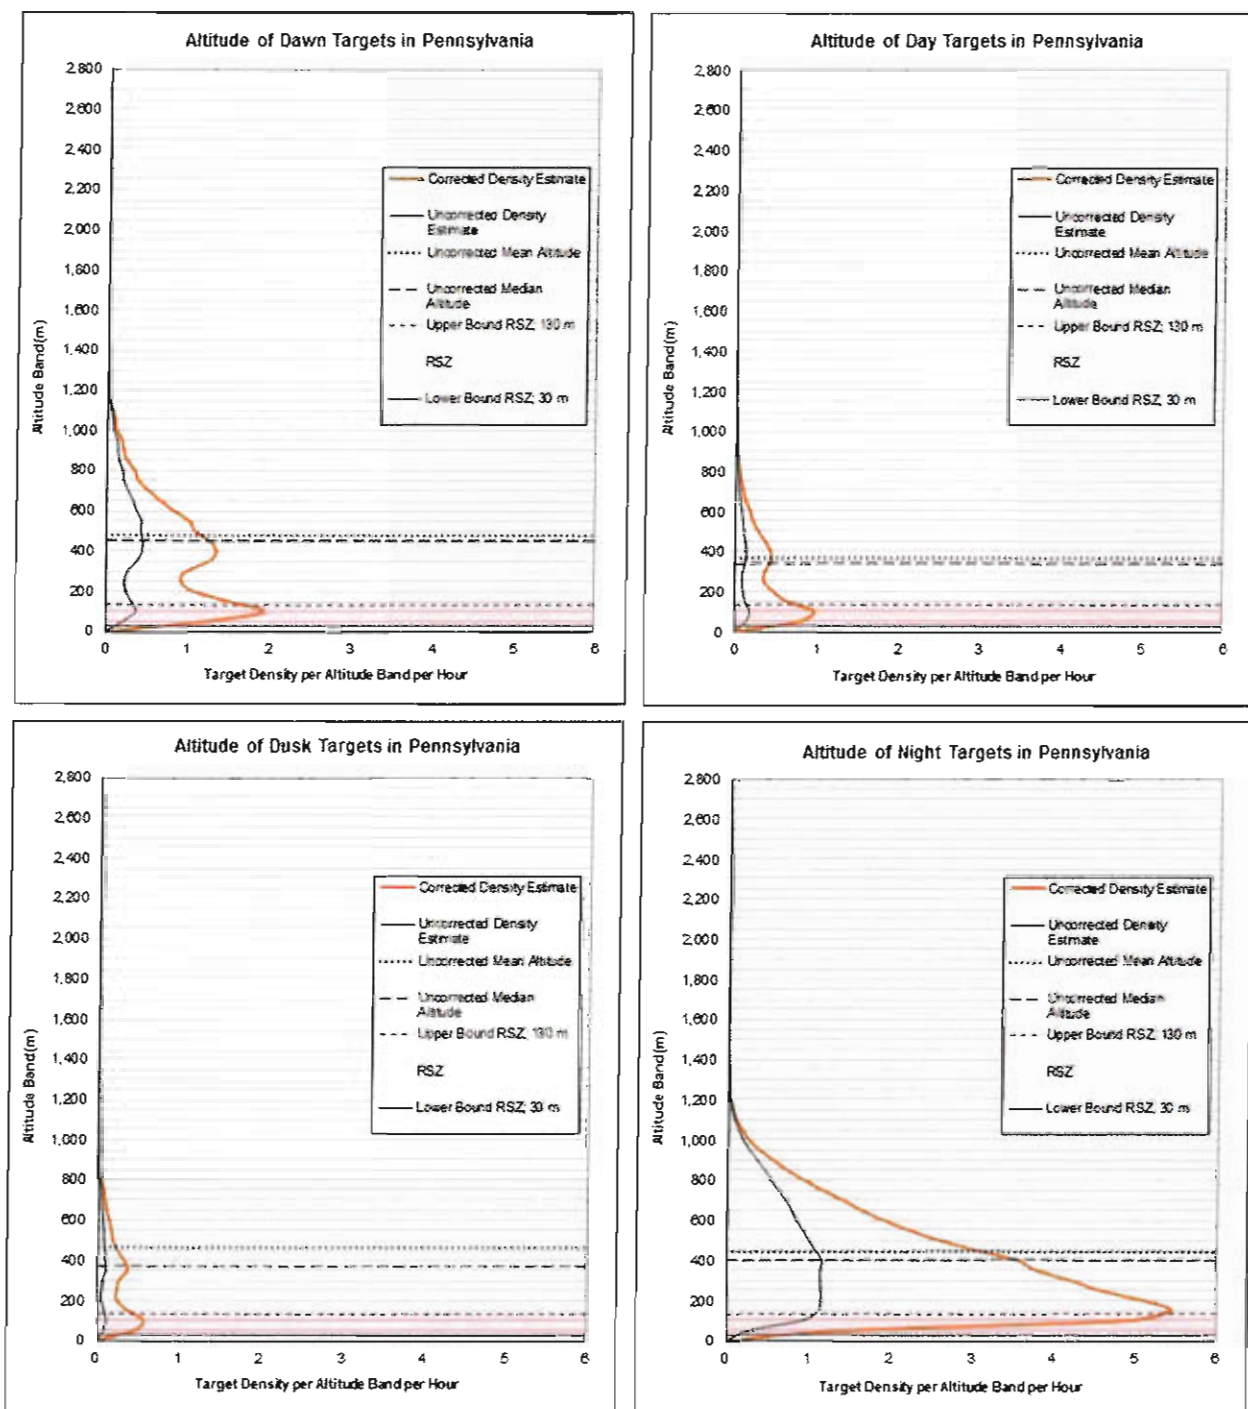 Altitude of Dawn Targets in Pennsylvania
2,800
2,600
2,400
2,200
2,000
1,800
1,600
1,400
1,200
1,000
800
600
400
200
0
Altitude Band(m)
Corrected Density Estimate
Uncorrected Density
Estimate
Uncorrected Mean Altitude
Uncorrected Median
Altitude
Upper Bound RSZ; 130 m
RSZ
Lower Bound RSZ; 30 m
0 1 2 3 4 5 6
Target Density per Altitude Band per Hour
Altitude of Day Targets in Pennsylvania
2,800
2,600
2,400
2,200
2,000
1,800
1,600
1,400
1,200
1,000
800
600
400
200
0
Altitude Band(m)
Corrected Density Estimate
Uncorrected Density
Estimate
Uncorrected Mean Altitude
Uncorrected Median
Altitude
Upper Bound RSZ; 130 m
RSZ
Lower Bound RSZ; 30 m
0 1 2 3 4 5 6
Target Density per Altitude Band per Hour
Altitude of Dusk Targets in Pennsylvania
2,800
2,600
2,400
2,200
2,000
1,800
1,600
1,400
1,200
1,000
800
600
400
200
0
Altitude Band(m)
Corrected Density Estimate
Uncorrected Density
Estimate
Uncorrected Mean Altitude
Uncorrected Median
Altitude
Upper Bound RSZ; 130 m
RSZ
Lower Bound RSZ; 30 m
0 1 2 3 4 5 6
Target Density per Altitude Band per Hour
Altitude of Night Targets in Pennsylvania
2,800
2,600
2,400
2,200
2,000
1,800
1,600
1,400
1,200
1,000
800
600
400
200
0
Altitude Band(m)
Corrected Density Estimate
Uncorrected Density
Estimate
Uncorrected Mean Altitude
Uncorrected Median
Altitude
Upper Bound RSZ; 130 m
RSZ
Lower Bound RSZ; 30 m
0 1 2 3 4 5 6
Target Density per Altitude Band per Hour